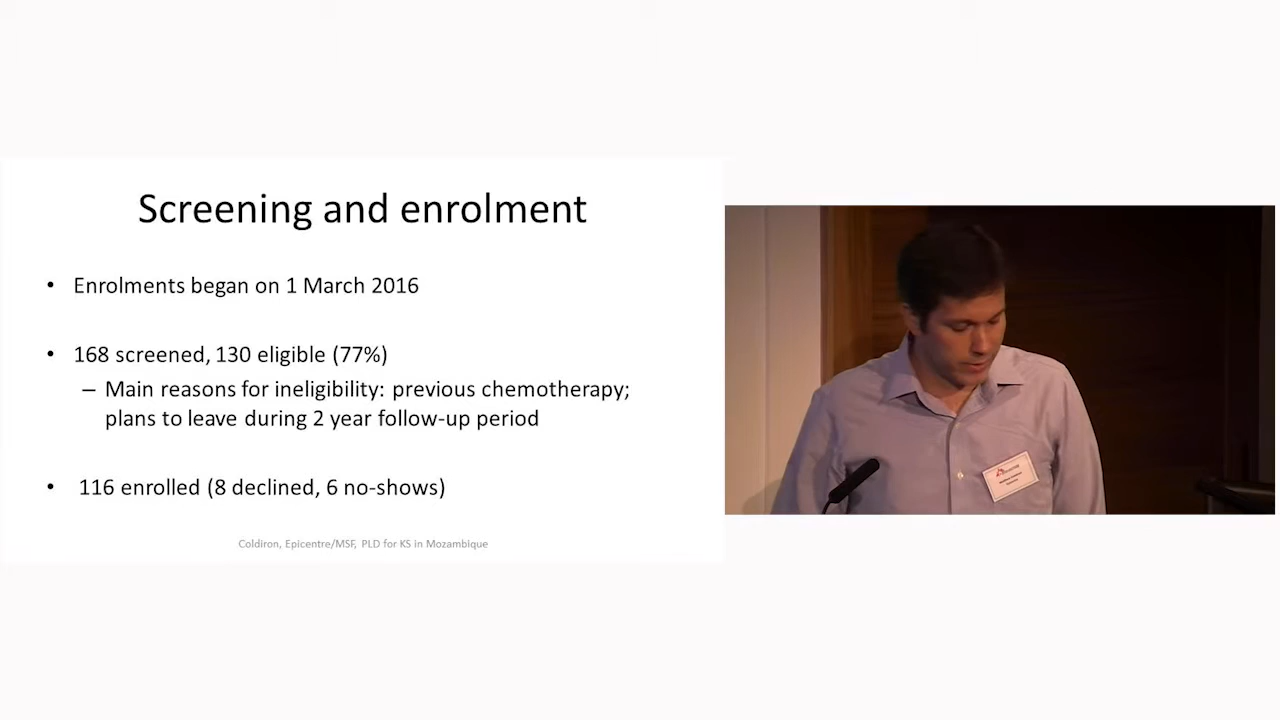 Screening and enrolment
• Enrolments began on 1 March 2016
• 168 screened, 130 eligible (77%)
– Main reasons for ineligibility: previous chemotherapy;
plans to leave during 2 year follow-up period
• 116 enrolled (8 declined, 6 no-shows)
Coldiron, Epicentre/MSF, PLD for KS in Mozambique